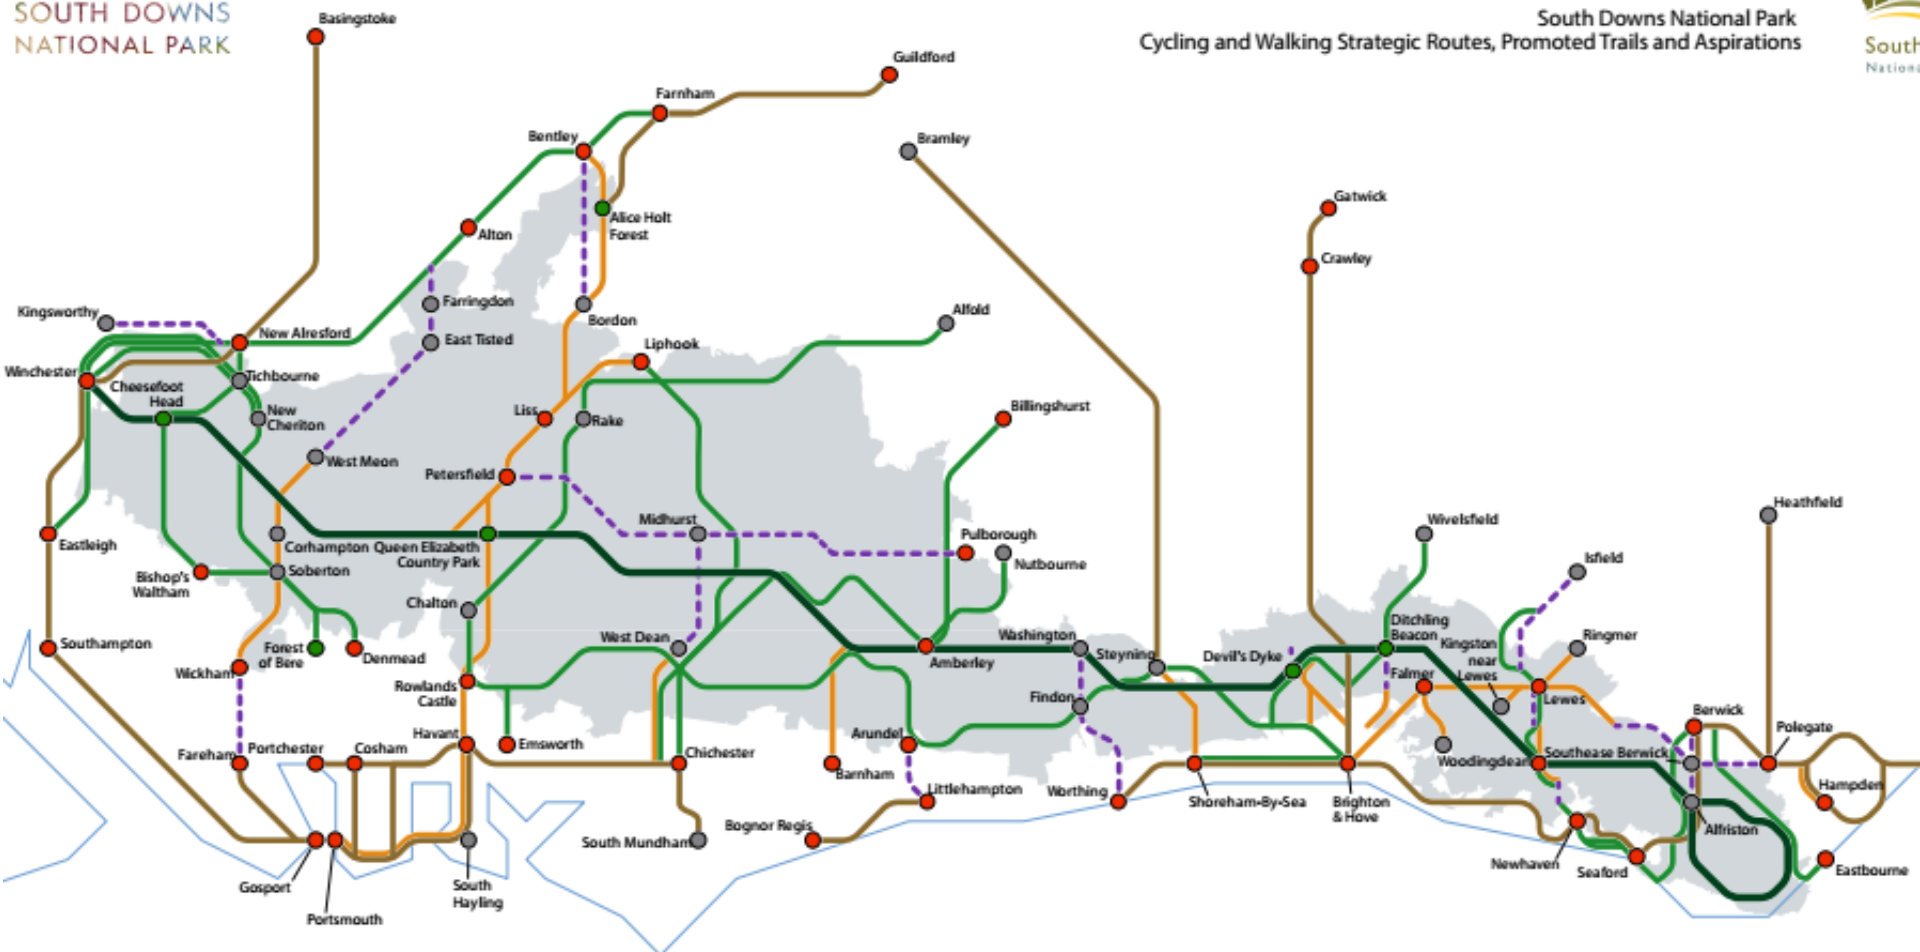 SOUTH DOWNS
NATIONAL PARK
South Downs National Park
Cycling and Walking Strategic Routes, Promoted Trails and Aspirations
South
Nationa
Basingstoke
Guildford
Farnham
Bentley
Bramley
Alice Holt
Forest
Alton
Gatwick
Crawley
Kingsworthy
Farringdon
Bordon
Alfold
New Alresford
East Tisted
Liphook
Winchester
Cheesefoot
Head
Tichbourne
New
Cheriton
Liss
Rake
Billingshurst
West Meon
Petersfield
Midhurst
Pulborough
Nutbourne
Wivelsfield
Heathfield
Isfield
Eastleigh
Corhampton
Queen Elizabeth
Country Park
Bishop's
Waltham
Soberton
Chalton
Southampton
Forest
of Bere
Denmead
West Dean
Washington
Steyning
Devil's Dyke
Ditchling
Beacon
Kingston
near
Lewes
Ringmer
Wickham
Rowlands
Castle
Amberley
Findon
Falmer
Lewes
Fareham
Portchester
Cosham
Havant
Emsworth
Chichester
Arundel
Barnham
Woodingdean
Southease
Berwick
Berwick
Polegate
Hampden
Littlehampton
Worthing
Shoreham-By-Sea
Brighton
& Hove
South Mundham
Bognor Regis
Alfriston
Newhaven
Seaford
Eastbourne
Gosport
Portsmouth
South
Hayling